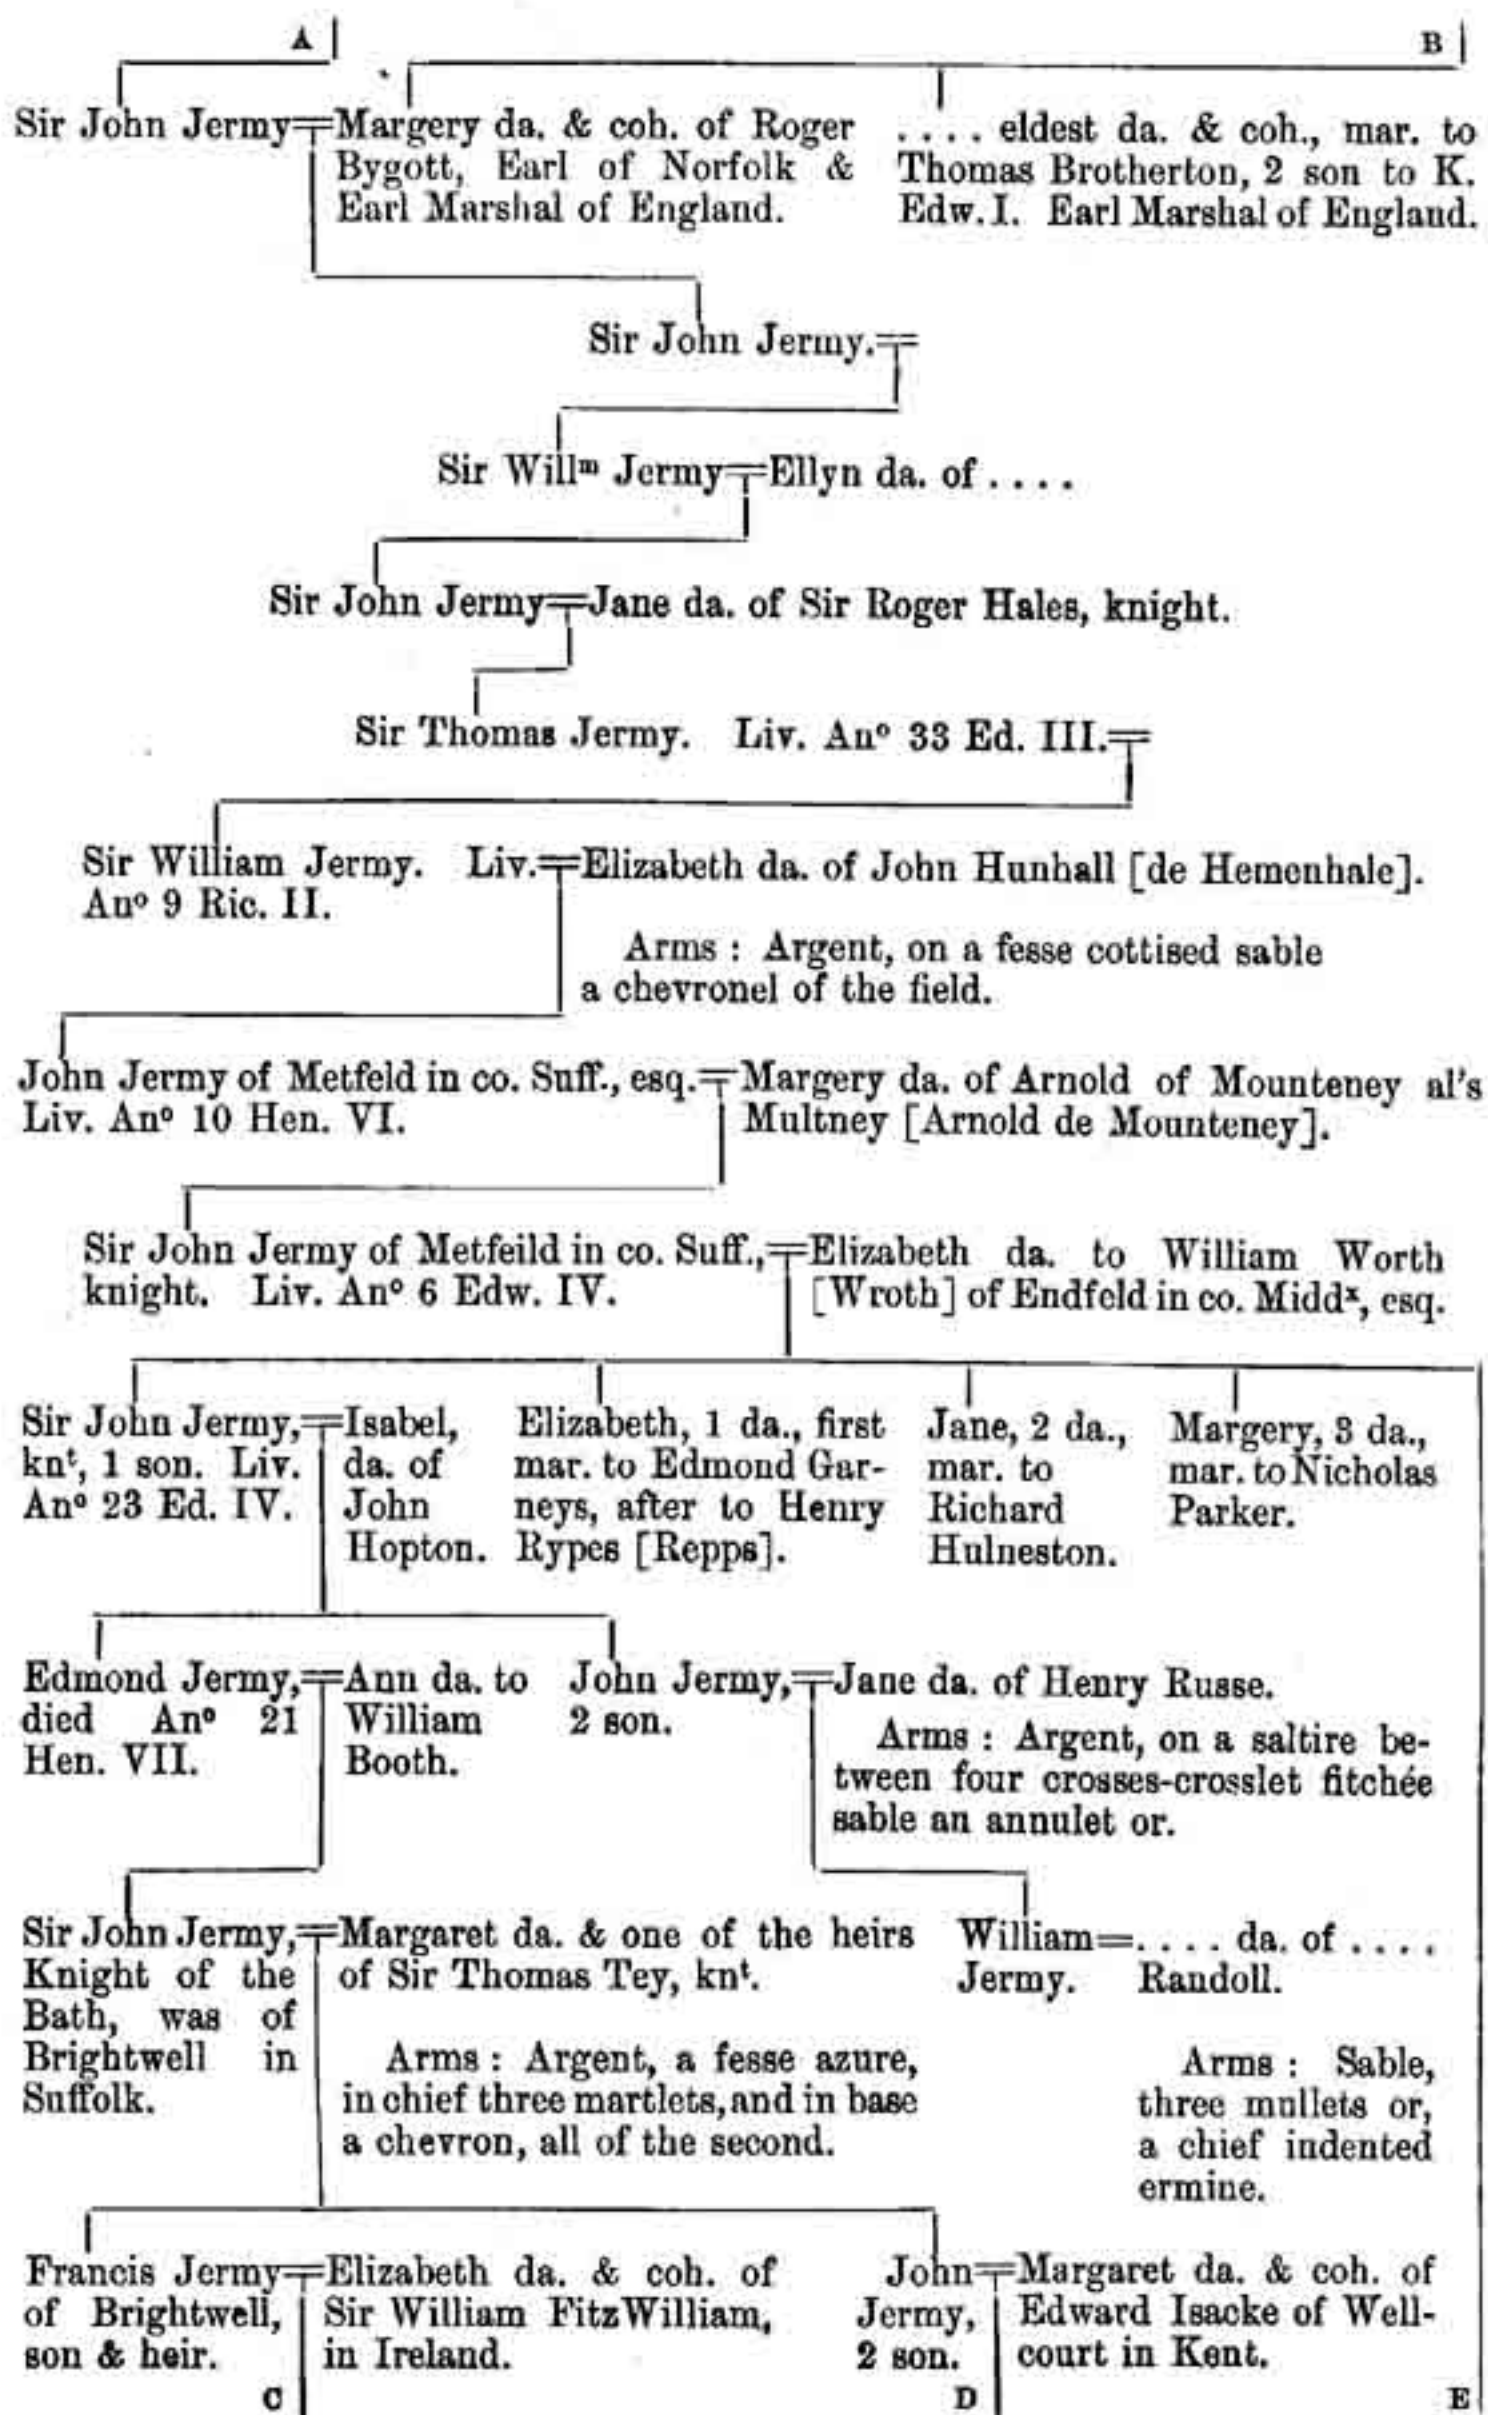 A
B
Sir John Jermy
Margery da. & coh. of Roger
Bygott, Earl of Norfolk &
Earl Marshal of England.
.... eldest da. & coh., mar. to
Thomas Brotherton, 2 son to K.
Edw. I. Earl Marshal of England.
Sir John Jermy.
Sir Willᵐ Jermy
Ellyn da. of ....
Sir John Jermy
Jane da. of Sir Roger Hales, knight.
Sir Thomas Jermy. Liv. Anº 33 Ed. III.
Sir William Jermy. Liv.
Anº 9 Ric. II.
Elizabeth da. of John Hunhall [de Hemenhale].
Arms : Argent, on a fesse cottised sable
a chevronel of the field.
John Jermy of Metfeld in co. Suff., esq.
Liv. Anº 10 Hen. VI.
Margery da. of Arnold of Mounteney al's
Multney [Arnold de Mounteney].
Sir John Jermy of Metfeild in co. Suff.,
knight. Liv. Anº 6 Edw. IV.
Elizabeth da. to William Worth
[Wroth] of Endfeld in co. Middˣ, esq.
Sir John Jermy,
knᵗ, 1 son. Liv.
Anº 23 Ed. IV.
Isabel,
da. of
John
Hopton.
Elizabeth, 1 da., first
mar. to Edmond Gar-
neys, after to Henry
Rypes [Repps].
Jane, 2 da.,
mar. to
Richard
Hulneston.
Margery, 3 da.,
mar. to Nicholas
Parker.
Edmond Jermy,
died Anº 21
Hen. VII.
Ann da. to
William
Booth.
John Jermy,
2 son.
Jane da. of Henry Russe.
Arms : Argent, on a saltire be-
tween four crosses-crosslet fitchée
sable an annulet or.
Sir John Jermy,
Knight of the
Bath, was of
Brightwell in
Suffolk.
Margaret da. & one of the heirs
of Sir Thomas Tey, knᵗ.
Arms : Argent, a fesse azure,
in chief three martlets, and in base
a chevron, all of the second.
William
Jermy.
.... da. of ....
Randoll.
Arms : Sable,
three mullets or,
a chief indented
ermine.
Francis Jermy
of Brightwell,
son & heir.
Elizabeth da. & coh. of
Sir William FitzWilliam,
in Ireland.
John
Jermy,
2 son.
Margaret da. & coh. of
Edward Isacke of Well-
court in Kent.
C
D
E